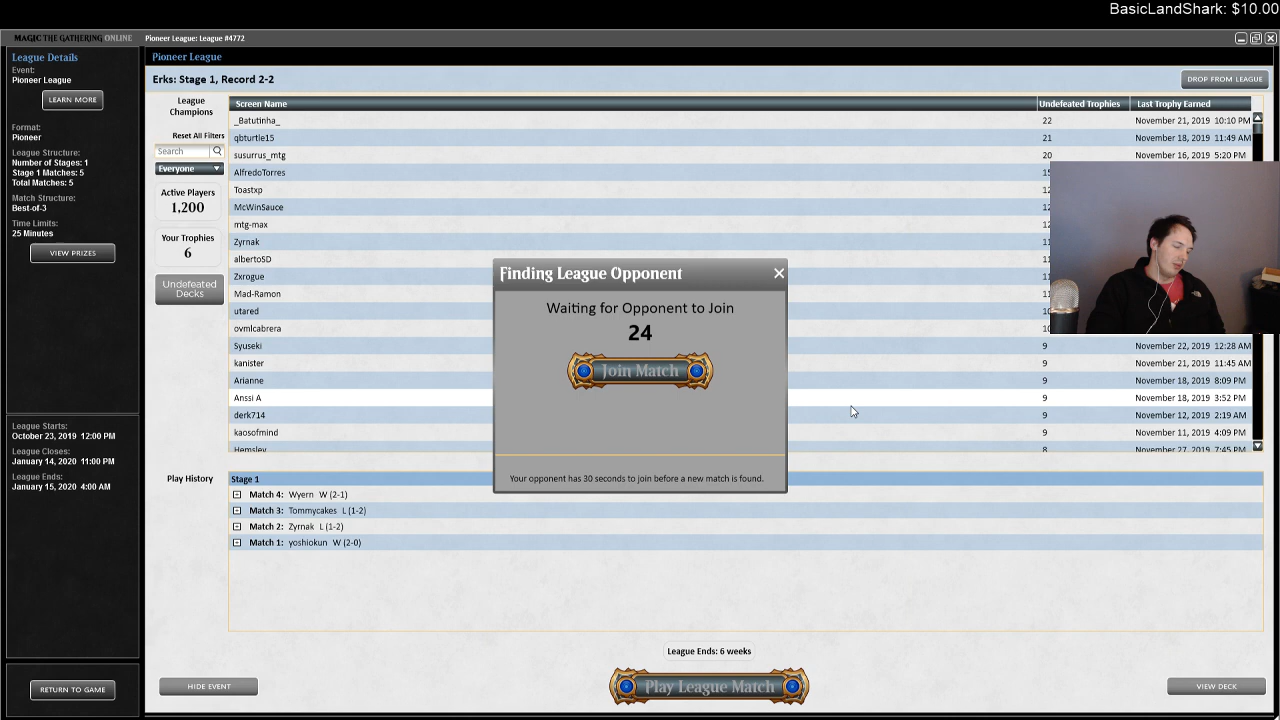 BasicLandShark: $10.00
MAGIC THE GATHERING ONLINE
Pioneer League: League #4772
League Details
Event:
Pioneer League
LEARN MORE
Format:
Pioneer
League Structure:
Number of Stages: 1
Stage 1 Matches: 5
Total Matches: 5
Match Structure:
Best-of-3
Time Limits:
25 Minutes
VIEW PRIZES
League Starts:
October 23, 2019 12:00 PM
League Closes:
January 14, 2020 11:00 PM
League Ends:
January 15, 2020 4:00 AM
RETURN TO GAME
Pioneer League
Erks: Stage 1, Record 2-2
DROP FROM LEAGUE
League
Champions
Reset All Filters
Search
Everyone
Active Players
1,200
Your Trophies
6
Undefeated
Decks
Screen Name Undefeated Trophies Last Trophy Earned
_Batutinha_ 22 November 21, 2019 10:10 PM
qbturtle15 21 November 18, 2019 11:49 AM
susurrus_mtg 20 November 16, 2019 5:20 PM
AlfredoTorres
Toastxp
McWinSauce
mtg-max
Zyrnak
albertoSD
Zxrogue
Mad-Ramon
utared
ovmlcabrera
Syuseki 9 November 22, 2019 12:28 AM
kanister 9 November 21, 2019 11:45 AM
Arianne 9 November 18, 2019 8:09 PM
Anssi A 9 November 18, 2019 3:52 PM
derk714 9 November 12, 2019 2:19 AM
kaosofmind 9 November 11, 2019 4:09 PM
Hemsley 8 November 27, 2019 7:45 PM
Finding League Opponent
Waiting for Opponent to Join
24
Join Match
Your opponent has 30 seconds to join before a new match is found.
Play History
Stage 1
Match 4: Wyern W (2-1)
Match 3: Tommycakes L (1-2)
Match 2: Zyrnak L (1-2)
Match 1: yoshiokun W (2-0)
League Ends: 6 weeks
HIDE EVENT
Play League Match
VIEW DECK